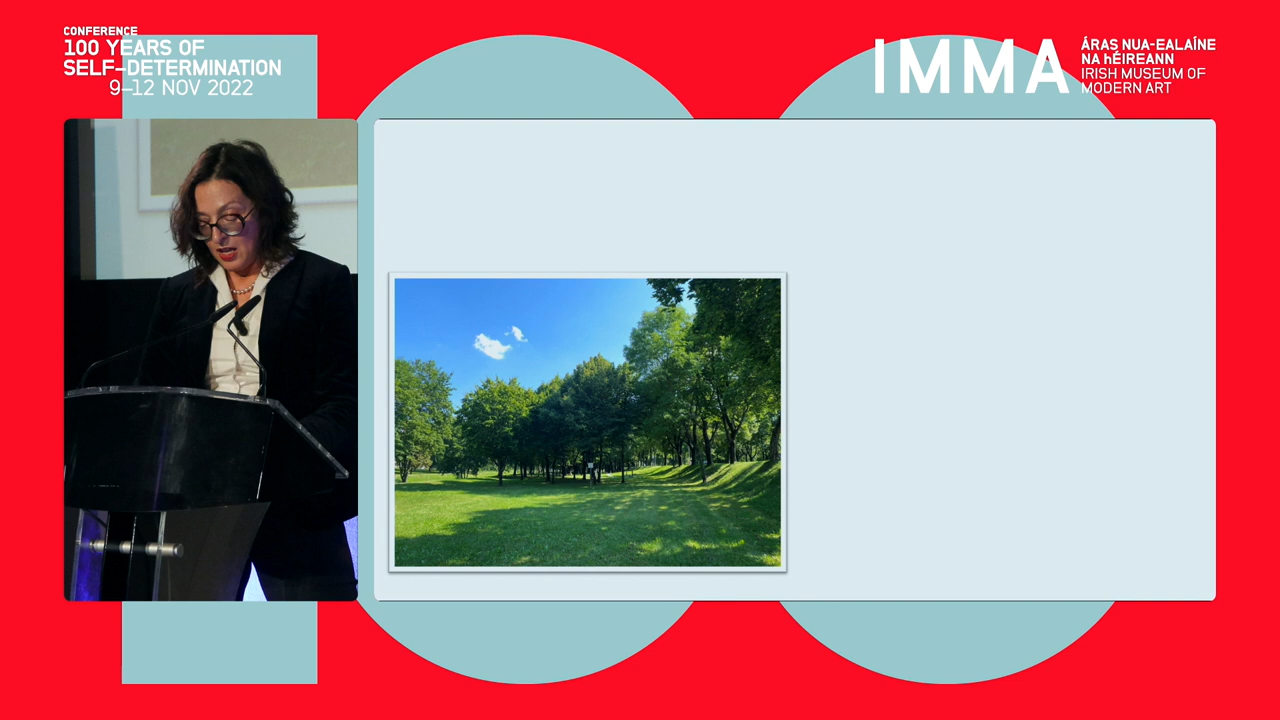 CONFERENCE
100 YEARS OF
SELF–DETERMINATION
9–12 NOV 2022
IMMA
ÁRAS NUA-EALAÍNE
NA hÉIREANN
IRISH MUSEUM OF
MODERN ART